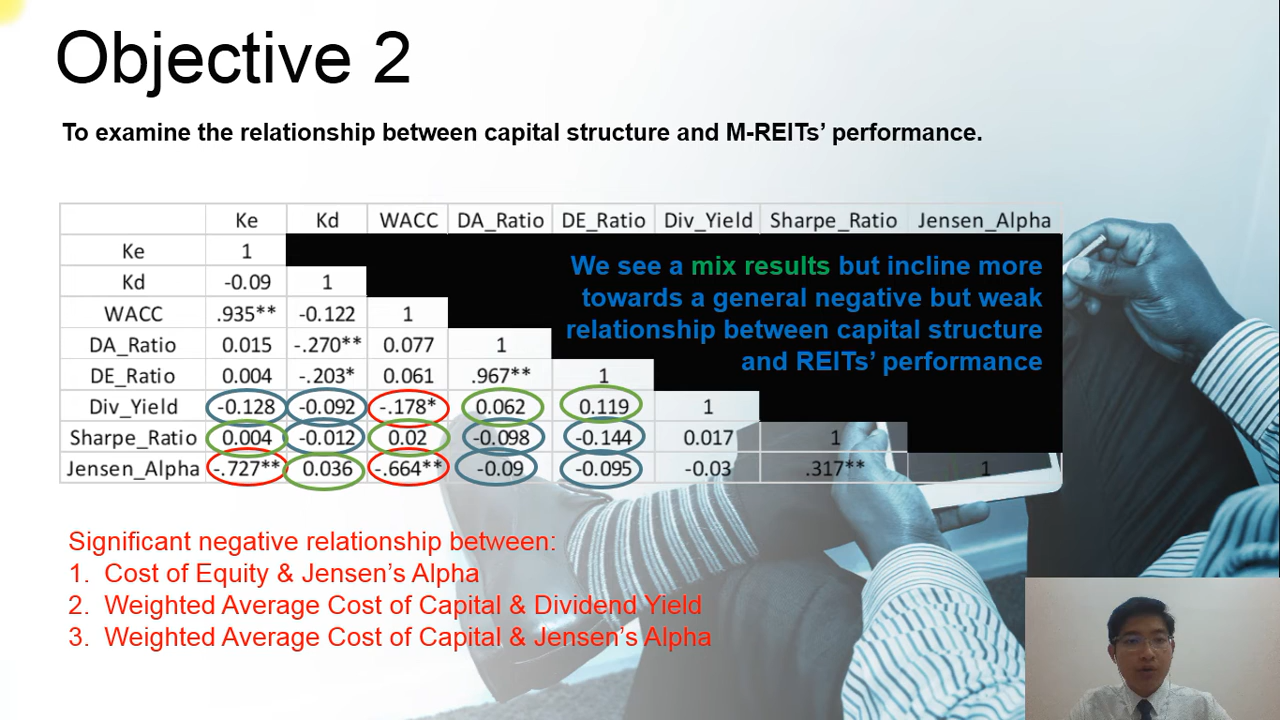 Objective 2
To examine the relationship between capital structure and M-REITs’ performance.
Ke Kd WACC DA_Ratio DE_Ratio Div_Yield Sharpe_Ratio Jensen_Alpha
Ke 1
Kd -0.09 1
WACC .935** -0.122 1
DA_Ratio 0.015 -.270** 0.077 1
DE_Ratio 0.004 -.203* 0.061 .967** 1
Div_Yield -0.128 -0.092 -.178* 0.062 0.119 1
Sharpe_Ratio 0.004 -0.012 0.02 -0.098 -0.144 0.017 1
Jensen_Alpha -.727** 0.036 -.664** -0.09 -0.095 -0.03 .317** 1
We see a mix results but incline more
towards a general negative but weak
relationship between capital structure
and REITs’ performance
Significant negative relationship between:
1. Cost of Equity & Jensen’s Alpha
2. Weighted Average Cost of Capital & Dividend Yield
3. Weighted Average Cost of Capital & Jensen’s Alpha